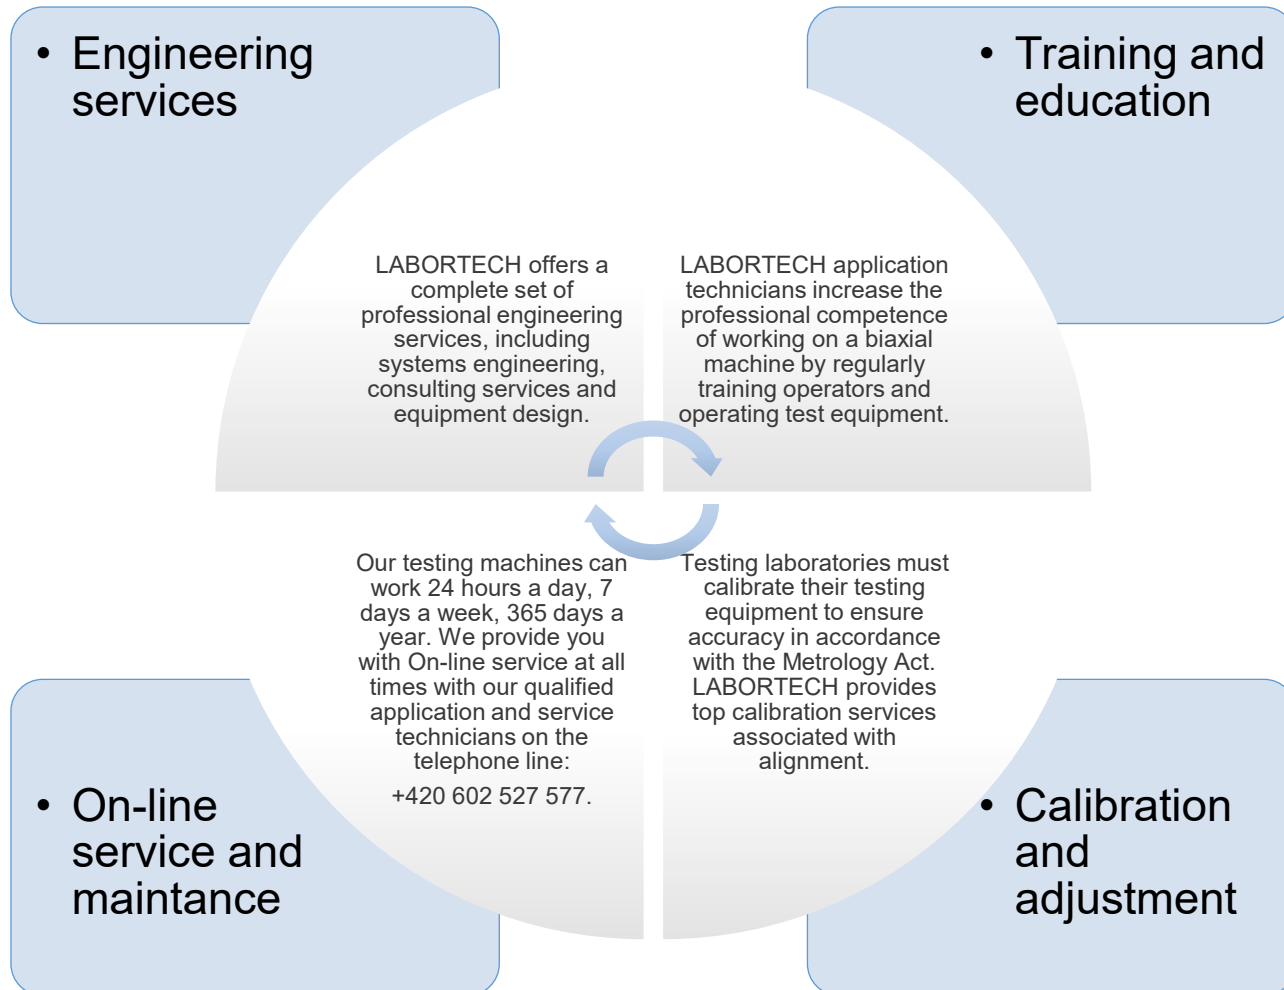 • Engineering
services
• Training and
education
LABORTECH offers a
complete set of
professional engineering
services, including
systems engineering,
consulting services and
equipment design.
LABORTECH application
technicians increase the
professional competence
of working on a biaxial
machine by regularly
training operators and
operating test equipment.
Our testing machines can
work 24 hours a day, 7
days a week, 365 days a
year. We provide you
with On-line service at all
times with our qualified
application and service
technicians on the
telephone line:
+420 602 527 577.
Testing laboratories must
calibrate their testing
equipment to ensure
accuracy in accordance
with the Metrology Act.
LABORTECH provides
top calibration services
associated with
alignment.
• On-line
service and
maintance
• Calibration
and
adjustment